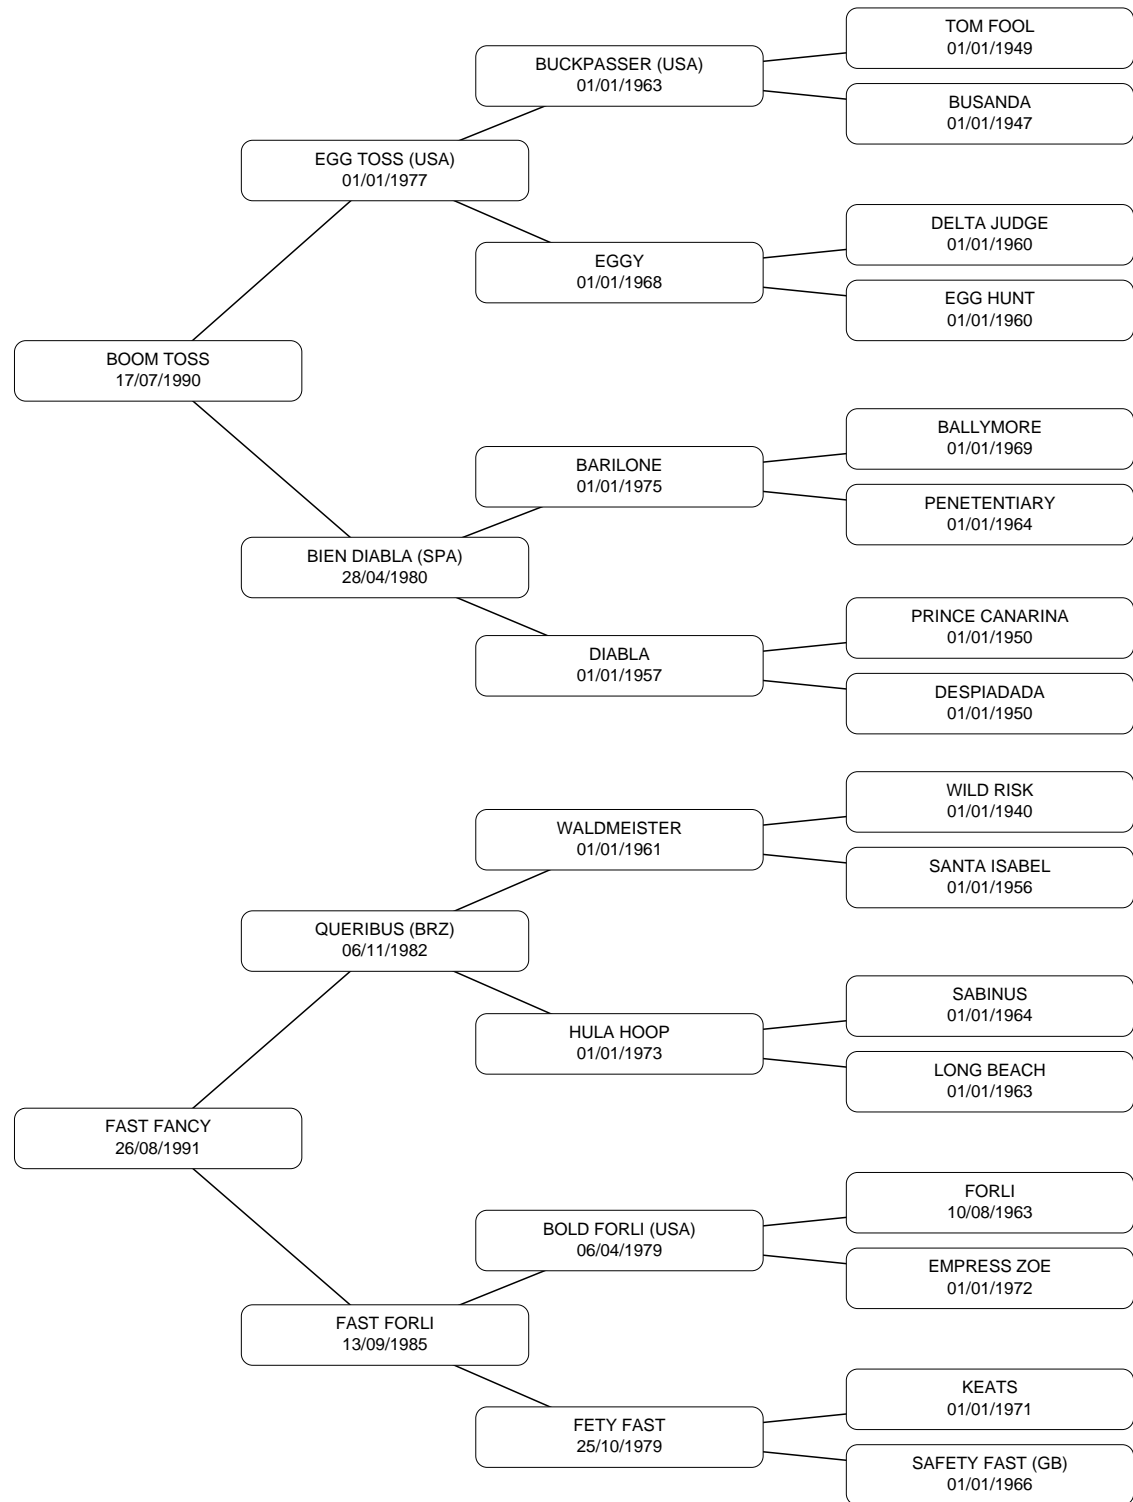 TOM FOOL
01/01/1949
BUCKPASSER (USA)
01/01/1963
BUSANDA
01/01/1947
EGG TOSS (USA)
01/01/1977
DELTA JUDGE
01/01/1960
EGGY
01/01/1968
EGG HUNT
01/01/1960
BOOM TOSS
17/07/1990
BALLYMORE
01/01/1969
BARILONE
01/01/1975
PENETENTIARY
01/01/1964
BIEN DIABLA (SPA)
28/04/1980
PRINCE CANARINA
01/01/1950
DIABLA
01/01/1957
DESPIADADA
01/01/1950
WILD RISK
01/01/1940
WALDMEISTER
01/01/1961
SANTA ISABEL
01/01/1956
QUERIBUS (BRZ)
06/11/1982
SABINUS
01/01/1964
HULA HOOP
01/01/1973
LONG BEACH
01/01/1963
FAST FANCY
26/08/1991
FORLI
10/08/1963
BOLD FORLI (USA)
06/04/1979
EMPRESS ZOE
01/01/1972
FAST FORLI
13/09/1985
KEATS
01/01/1971
FETY FAST
25/10/1979
SAFETY FAST (GB)
01/01/1966